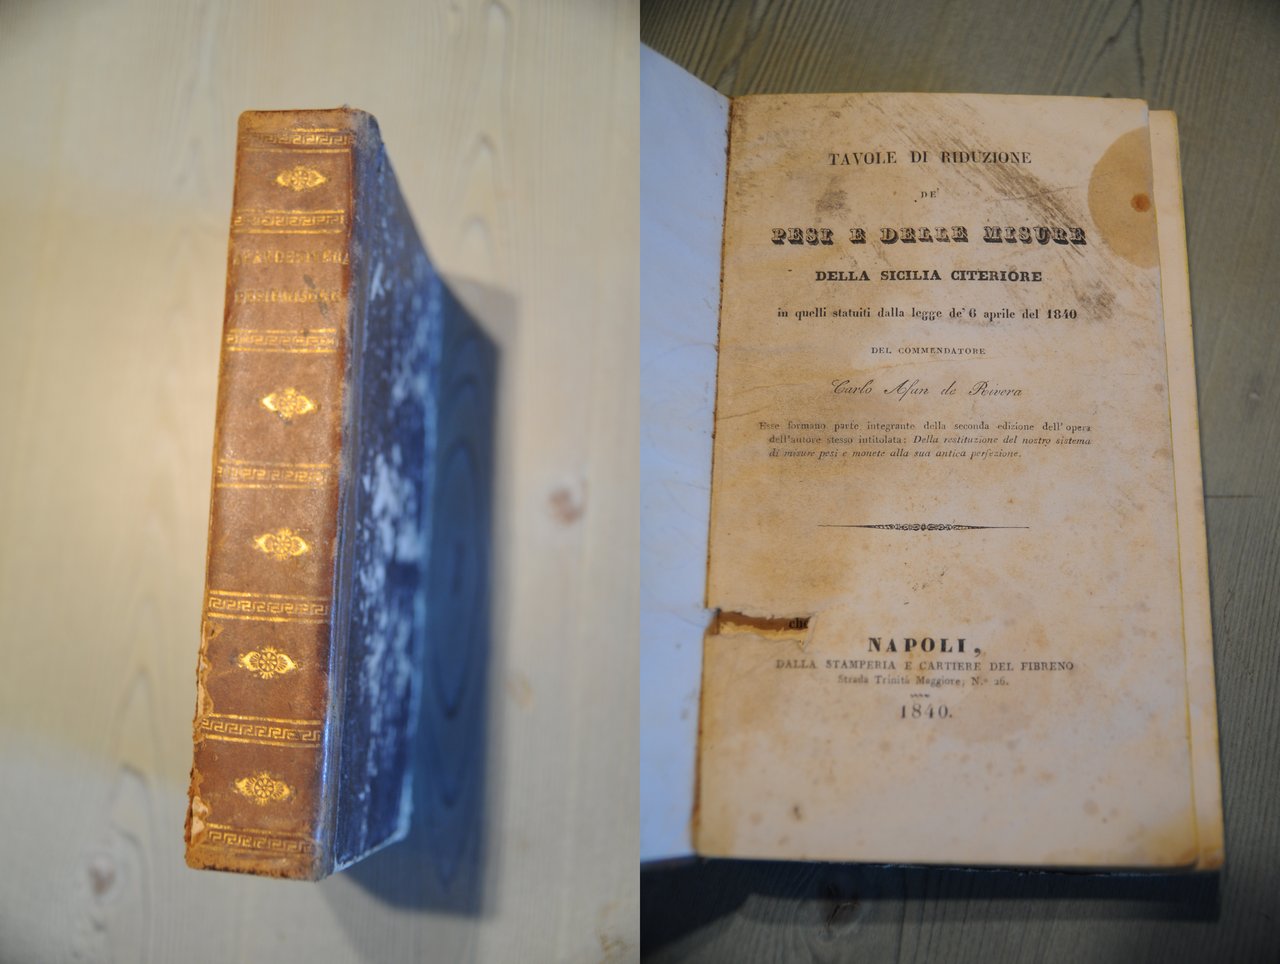 TAVOLE DI RIDUZIONE
DE'
PESI E DELLE MISURE
DELLA SICILIA CITERIORE
in quelli statuiti dalla legge de' 6 aprile del 1840
DEL COMMENDATORE
Carlo Afan de Rivera
Esse formano parte integrante della seconda edizione dell'opera
dell'autore stesso intitolata: Della restituzione del nostro sistema
di misure pesi e monete alla sua antica perfezione.
che
NAPOLI,
DALLA STAMPERIA E CARTIERE DEL FIBRENO
Strada Trinità Maggiore, N.º 26.
1840.